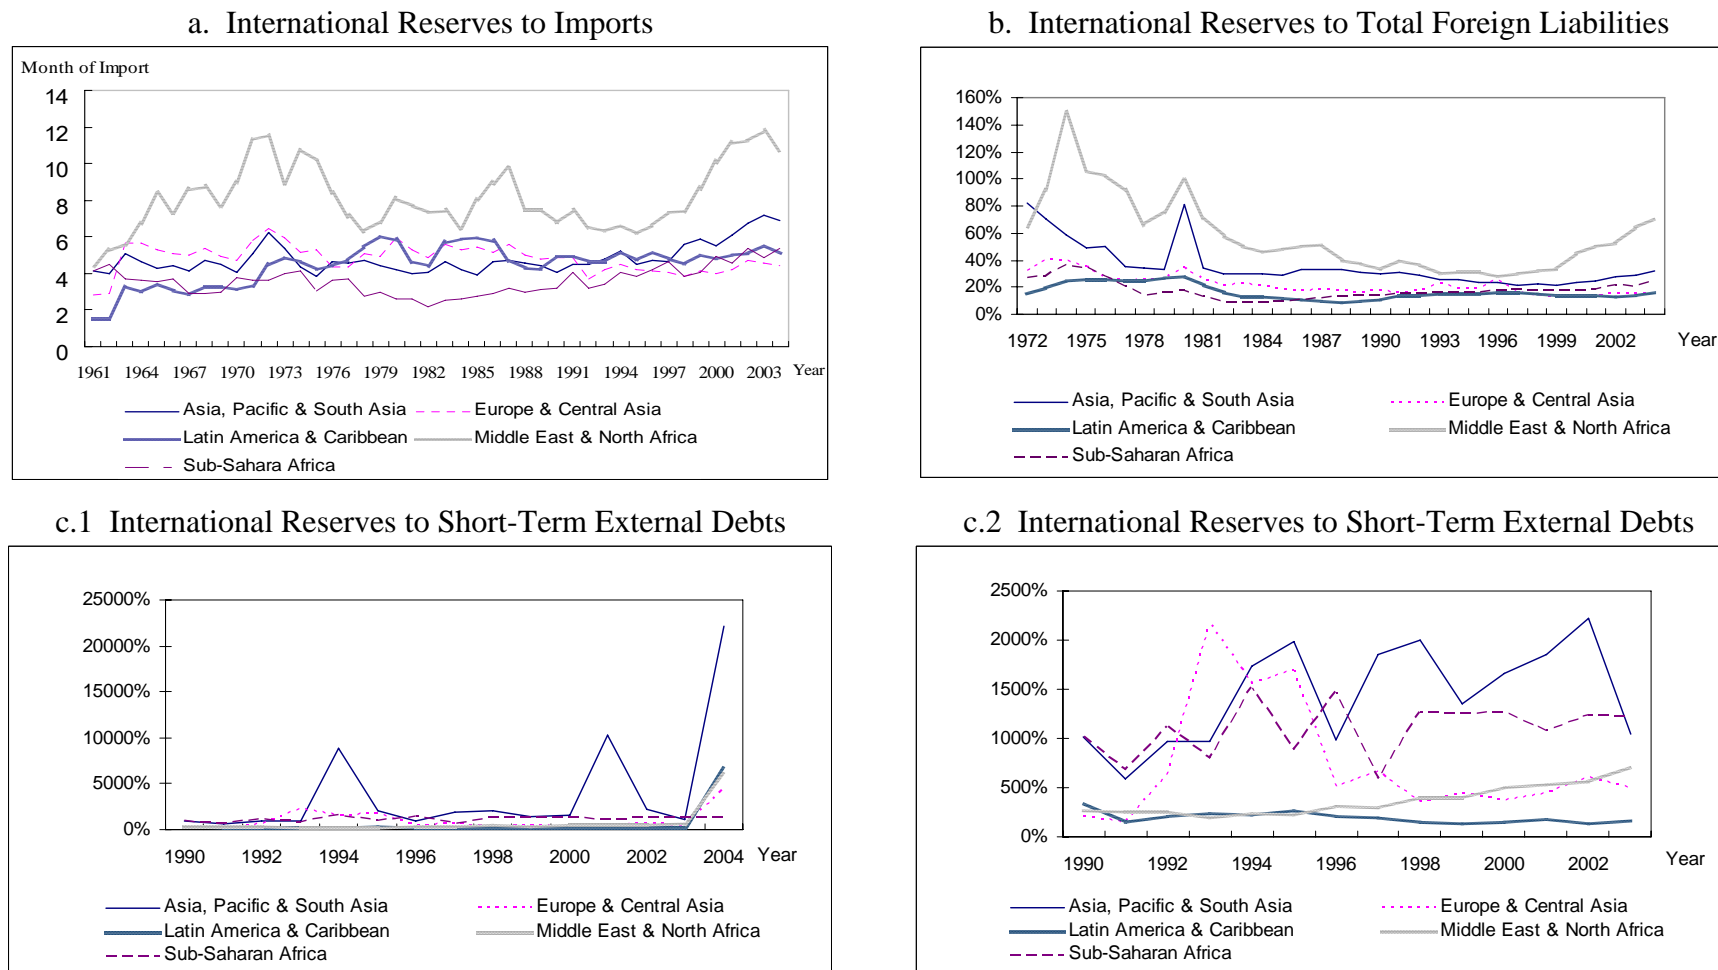 a. International Reserves to Imports
Month of Import
14
12
10
8
6
4
2
0
1961 1964 1967 1970 1973 1976 1979 1982 1985 1988 1991 1994 1997 2000 2003 Year
Asia, Pacific & South Asia Europe & Central Asia
Latin America & Caribbean Middle East & North Africa
Sub-Sahara Africa
b. International Reserves to Total Foreign Liabilities
160%
140%
120%
100%
80%
60%
40%
20%
0%
1972 1975 1978 1981 1984 1987 1990 1993 1996 1999 2002 Year
Asia, Pacific & South Asia Europe & Central Asia
Latin America & Caribbean Middle East & North Africa
Sub-Saharan Africa
c.1 International Reserves to Short-Term External Debts
25000%
20000%
15000%
10000%
5000%
0%
1990 1992 1994 1996 1998 2000 2002 2004 Year
Asia, Pacific & South Asia Europe & Central Asia
Latin America & Caribbean Middle East & North Africa
Sub-Saharan Africa
c.2 International Reserves to Short-Term External Debts
2500%
2000%
1500%
1000%
500%
0%
1990 1992 1994 1996 1998 2000 2002 Year
Asia, Pacific & South Asia Europe & Central Asia
Latin America & Caribbean Middle East & North Africa
Sub-Saharan Africa